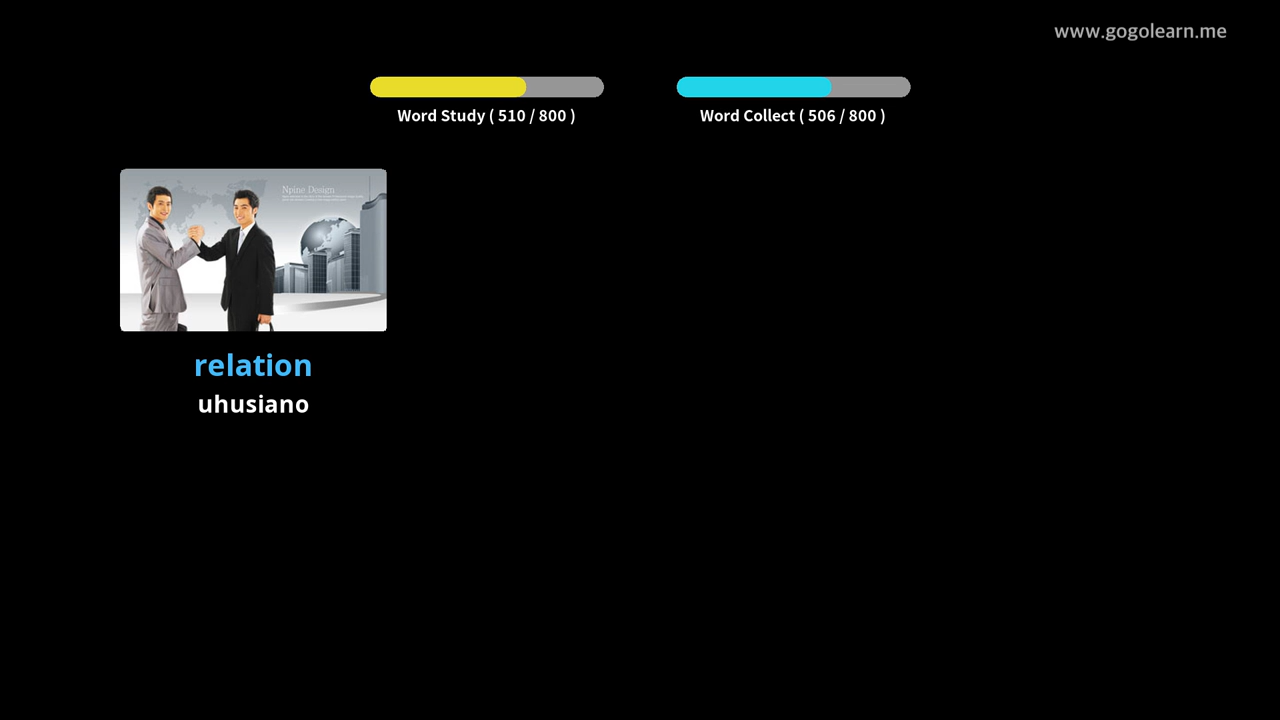 www.gogolearn.me
Word Study ( 510 / 800 )
Word Collect ( 506 / 800 )
Npine Design
relation
uhusiano